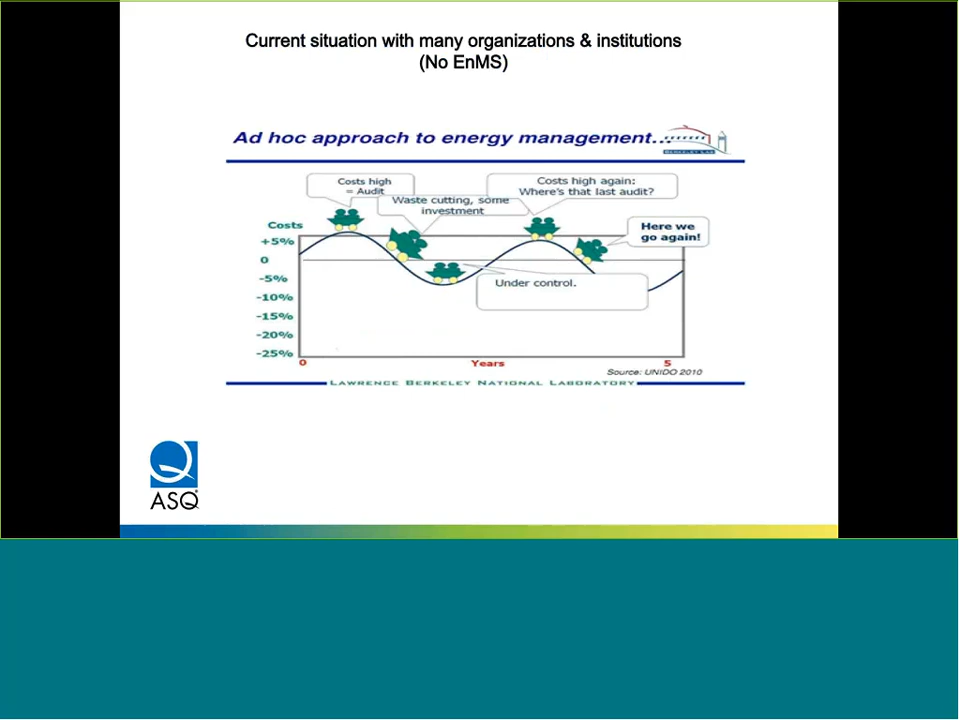 Current situation with many organizations & institutions
(No EnMS)
Ad hoc approach to energy management...
BERKELEY LAB
Costs high
= Audit
Waste cutting, some
investment
Costs high again:
Where's that last audit?
Here we
go again!
Under control.
Costs
+5%
0
-5%
-10%
-15%
-20%
-25%
0
Years
5
Source: UNIDO 2010
LAWRENCE BERKELEY NATIONAL LABORATORY
ASQ®